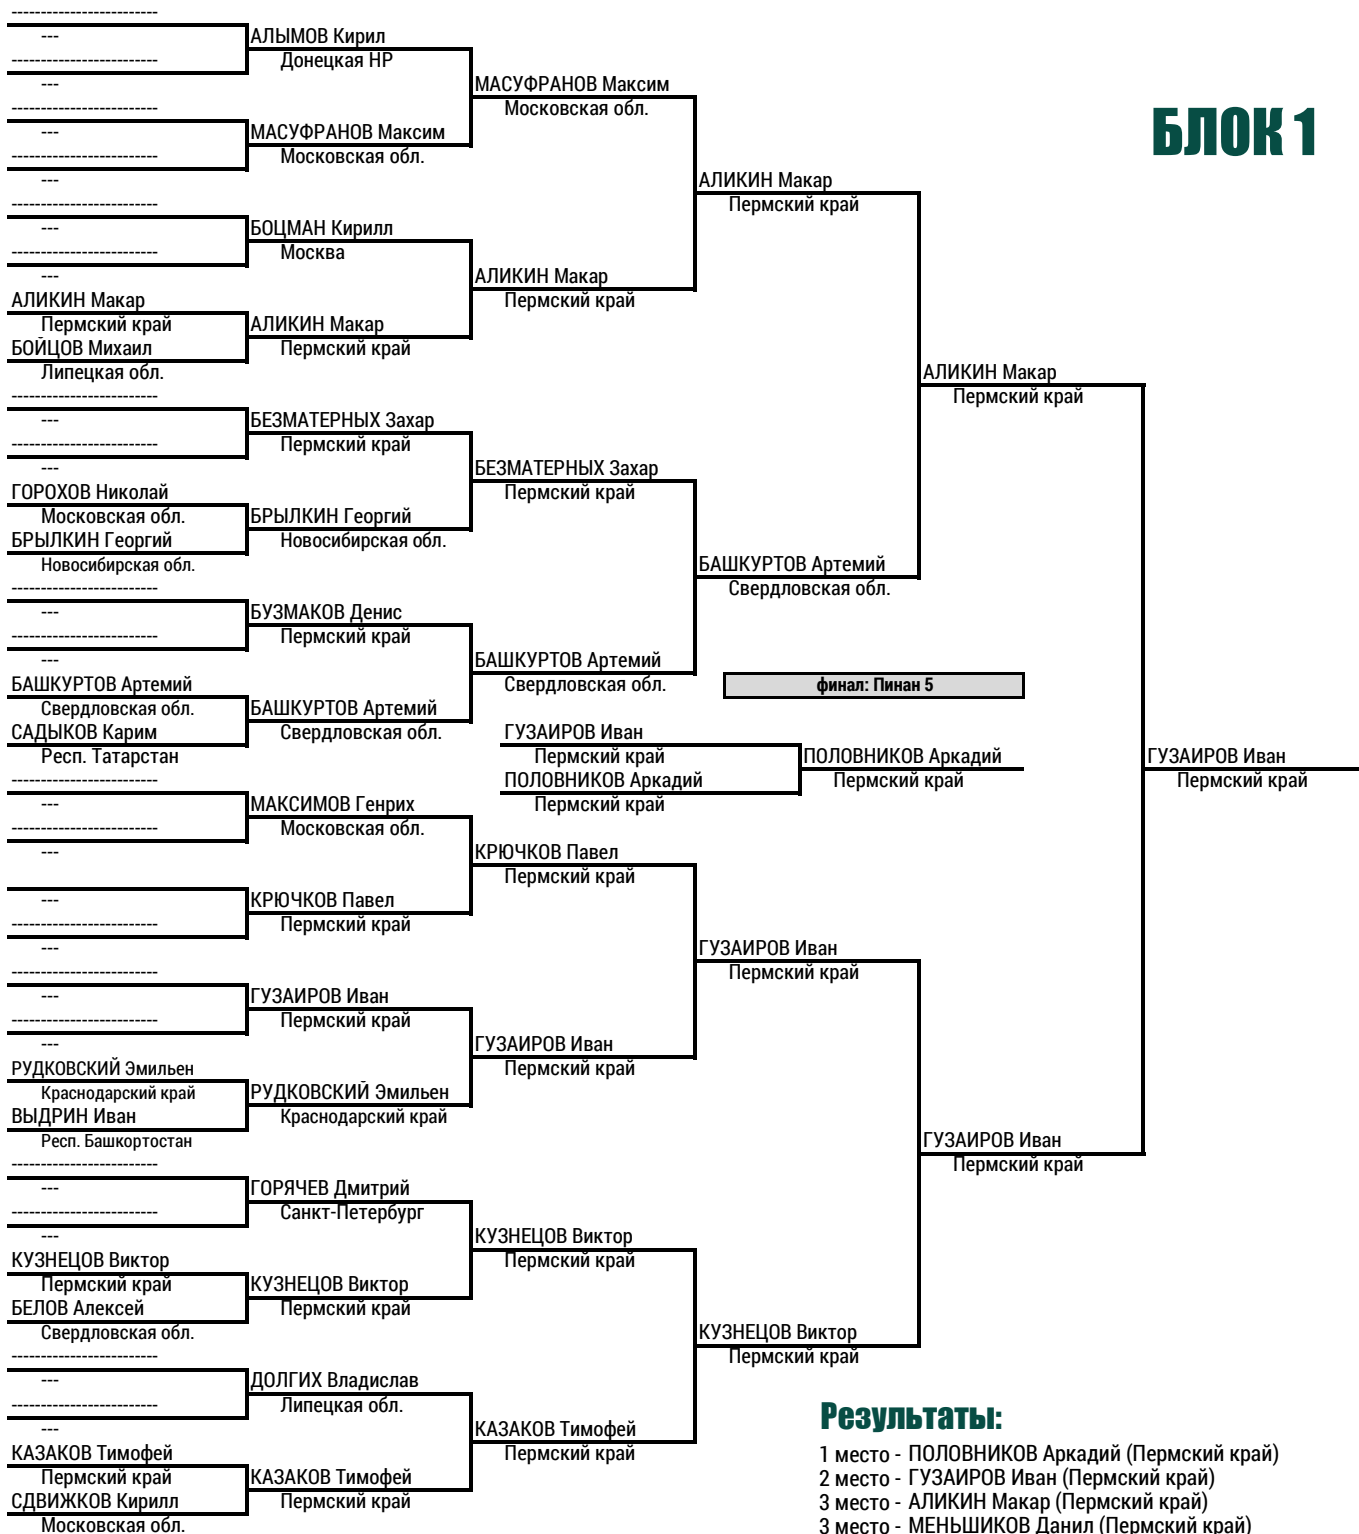 -------------------------
---
АЛЫМОВ Кирил
-------------------------
Донецкая НР
---
МАСУФРАНОВ Максим
-------------------------
Московская обл.
БЛОК 1
---
МАСУФРАНОВ Максим
-------------------------
Московская обл.
---
АЛИКИН Макар
-------------------------
Пермский край
---
БОЦМАН Кирилл
-------------------------
Москва
---
АЛИКИН Макар
АЛИКИН Макар
Пермский край
Пермский край
АЛИКИН Макар
БОЙЦОВ Михаил
Пермский край
Липецкая обл.
АЛИКИН Макар
-------------------------
Пермский край
---
БЕЗМАТЕРНЫХ Захар
-------------------------
Пермский край
---
БЕЗМАТЕРНЫХ Захар
ГОРОХОВ Николай
Пермский край
Московская обл.
БРЫЛКИН Георгий
БРЫЛКИН Георгий
Новосибирская обл.
Новосибирская обл.
БАШКУРТОВ Артемий
-------------------------
Свердловская обл.
---
БУЗМАКОВ Денис
-------------------------
Пермский край
---
БАШКУРТОВ Артемий
БАШКУРТОВ Артемий
Свердловская обл.
финал: Пинан 5
Свердловская обл.
БАШКУРТОВ Артемий
САДЫКОВ Карим
Свердловская обл.
ГУЗАИРОВ Иван
Респ. Татарстан
Пермский край
ПОЛОВНИКОВ Аркадий
ГУЗАИРОВ Иван
-------------------------
ПОЛОВНИКОВ Аркадий
Пермский край
Пермский край
---
МАКСИМОВ Генрих
Пермский край
-------------------------
Московская обл.
---
КРЮЧКОВ Павел
Пермский край
---
КРЮЧКОВ Павел
-------------------------
Пермский край
---
ГУЗАИРОВ Иван
-------------------------
Пермский край
---
ГУЗАИРОВ Иван
-------------------------
Пермский край
---
ГУЗАИРОВ Иван
РУДКОВСКИЙ Эмильен
Пермский край
Краснодарский край
РУДКОВСКИЙ Эмильен
ВЫДРИН Иван
Краснодарский край
Респ. Башкортостан
ГУЗАИРОВ Иван
-------------------------
Пермский край
---
ГОРЯЧЕВ Дмитрий
-------------------------
Санкт-Петербург
---
КУЗНЕЦОВ Виктор
КУЗНЕЦОВ Виктор
Пермский край
Пермский край
КУЗНЕЦОВ Виктор
БЕЛОВ Алексей
Пермский край
Свердловская обл.
КУЗНЕЦОВ Виктор
-------------------------
Пермский край
---
ДОЛГИХ Владислав
-------------------------
Липецкая обл.
Результаты:
---
КАЗАКОВ Тимофей
КАЗАКОВ Тимофей
Пермский край
1 место - ПОЛОВНИКОВ Аркадий (Пермский край)
Пермский край
КАЗАКОВ Тимофей
2 место - ГУЗАИРОВ Иван (Пермский край)
СДВИЖКОВ Кирилл
Пермский край
3 место - АЛИКИН Макар (Пермский край)
Московская обл.
3 место - МЕНЬШИКОВ Данил (Пермский край)